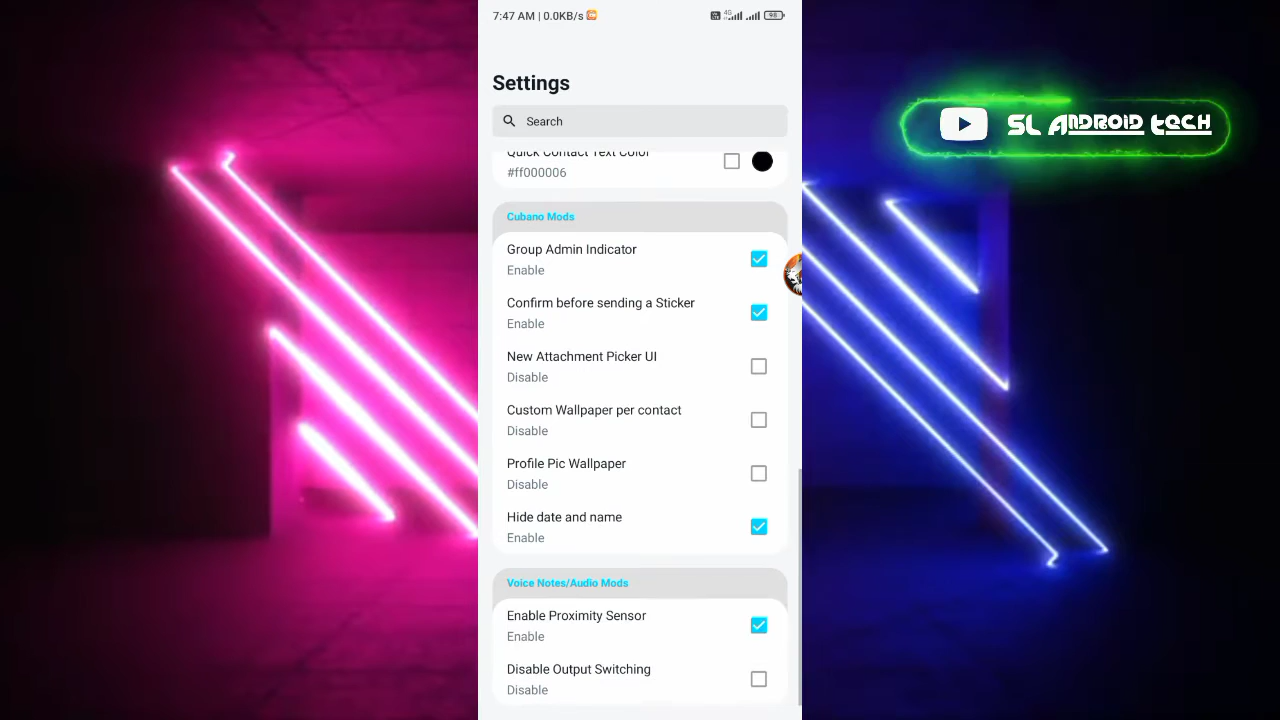 7:47 AM | 0.0KB/s
4G
98
SL ANDROID TECH
Settings
Search
Quick Contact Text Color
#ff000006
Cubano Mods
Group Admin Indicator
Enable
Confirm before sending a Sticker
Enable
New Attachment Picker UI
Disable
Custom Wallpaper per contact
Disable
Profile Pic Wallpaper
Disable
Hide date and name
Enable
Voice Notes/Audio Mods
Enable Proximity Sensor
Enable
Disable Output Switching
Disable